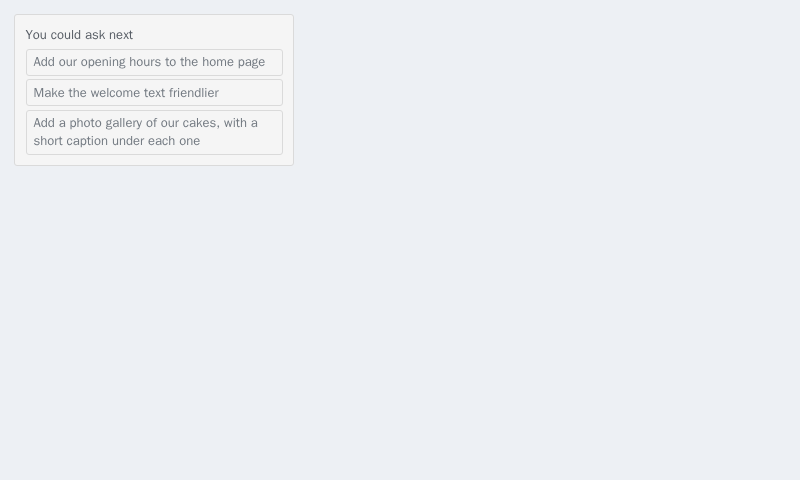 You could ask next
Add our opening hours to the home page
Make the welcome text friendlier
Add a photo gallery of our cakes, with a
short caption under each one